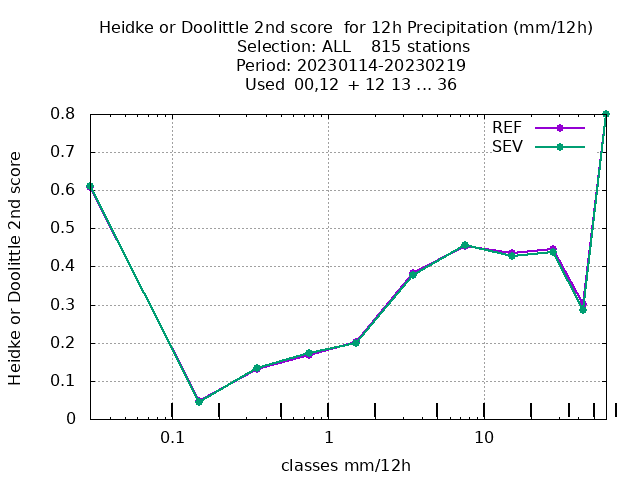 Heidke or Doolittle 2nd score  for 12h Precipitation (mm/12h)
Selection: ALL    815 stations
Period: 20230114-20230219
Used  00,12  + 12 13 ... 36
REF
SEV
0.8
0.7
0.6
0.5
0.4
0.3
0.2
0.1
0
Heidke or Doolittle 2nd score
0.1
1
10
classes mm/12h